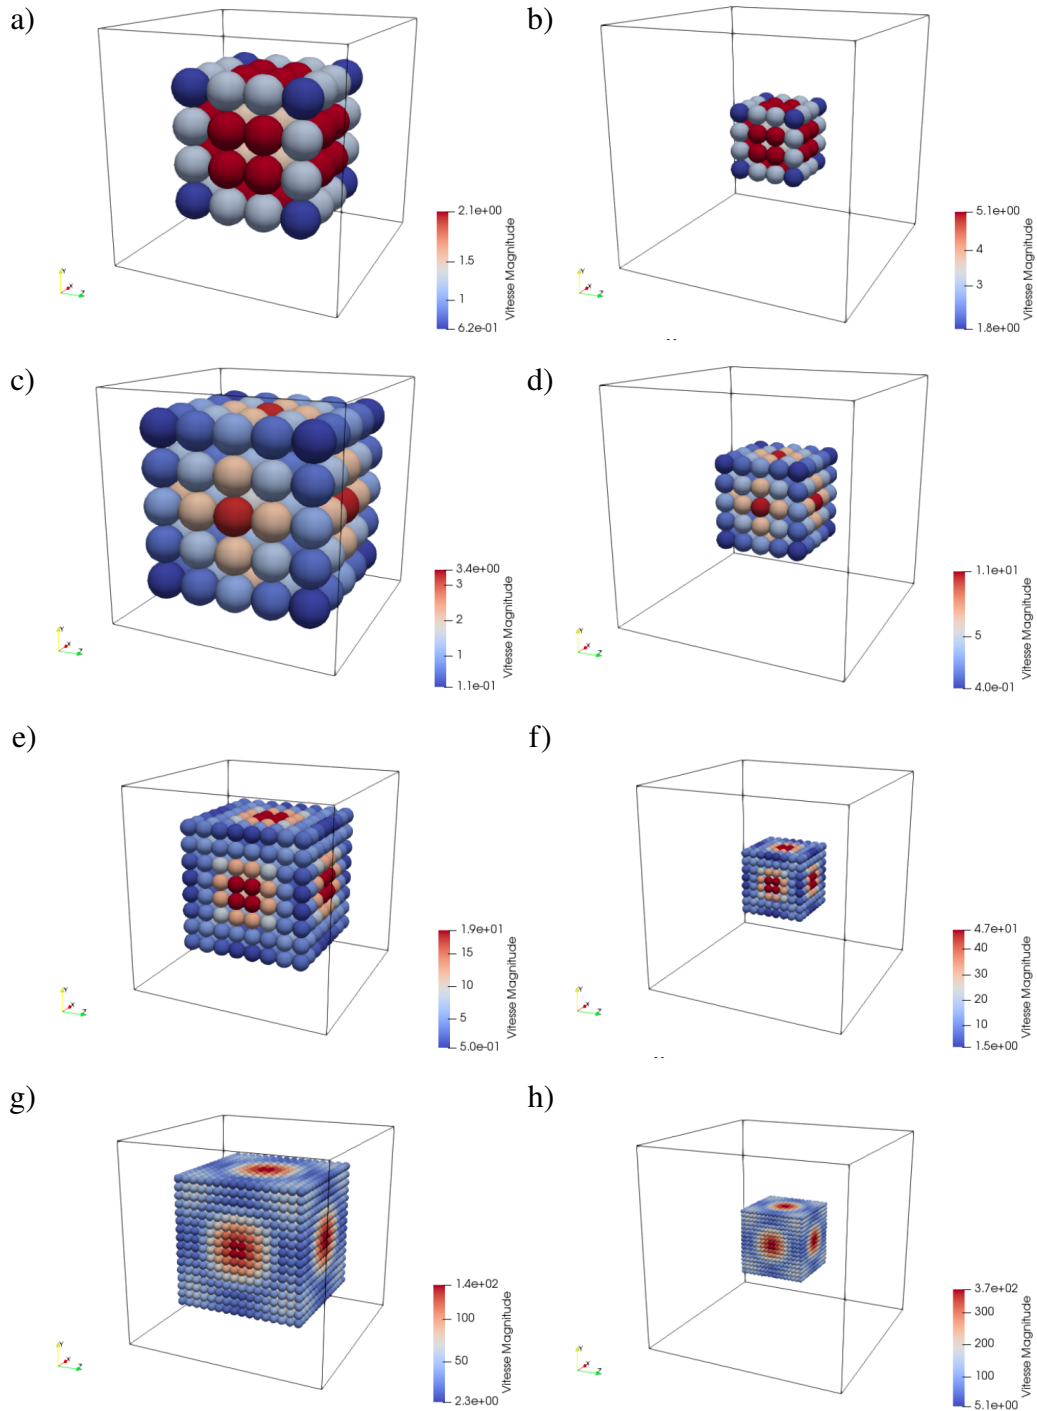 a)
b)
2.1e+00
1.5
1
6.2e-01
Vitesse Magnitude
Y
X
Z
5.1e+00
4
3
1.8e+00
Vitesse Magnitude
Y
X
Z
c)
d)
3.4e+00
3
2
1
1.1e-01
Vitesse Magnitude
Y
X
Z
1.1e+01
5
4.0e-01
Vitesse Magnitude
Y
X
Z
e)
f)
1.9e+01
15
10
5
5.0e-01
Vitesse Magnitude
Y
X
Z
4.7e+01
40
30
20
10
1.5e+00
Vitesse Magnitude
Y
X
Z
g)
h)
1.4e+02
100
50
2.3e+00
Vitesse Magnitude
Y
X
Z
3.7e+02
300
200
100
5.1e+00
Vitesse Magnitude
Y
X
Z